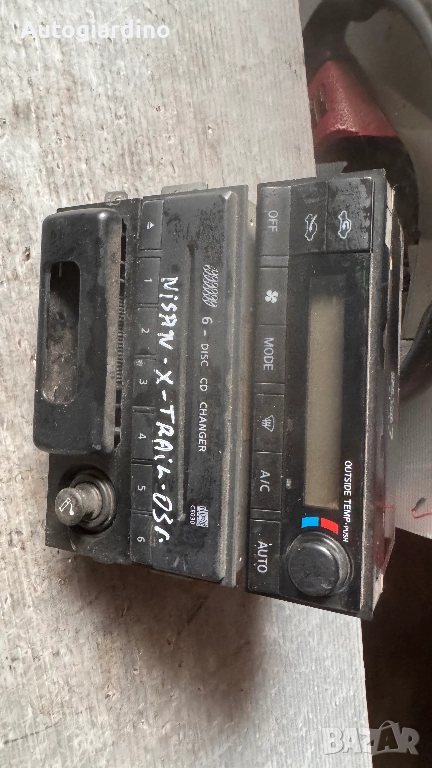 Autogiardino
1
2
3
4
5
6
6 - DISC CD CHANGER
NISAN - X - TRAIL - 03г.
OFF
MODE
A/C
AUTO
OUTSIDE TEMP-PUSH
BAZAR